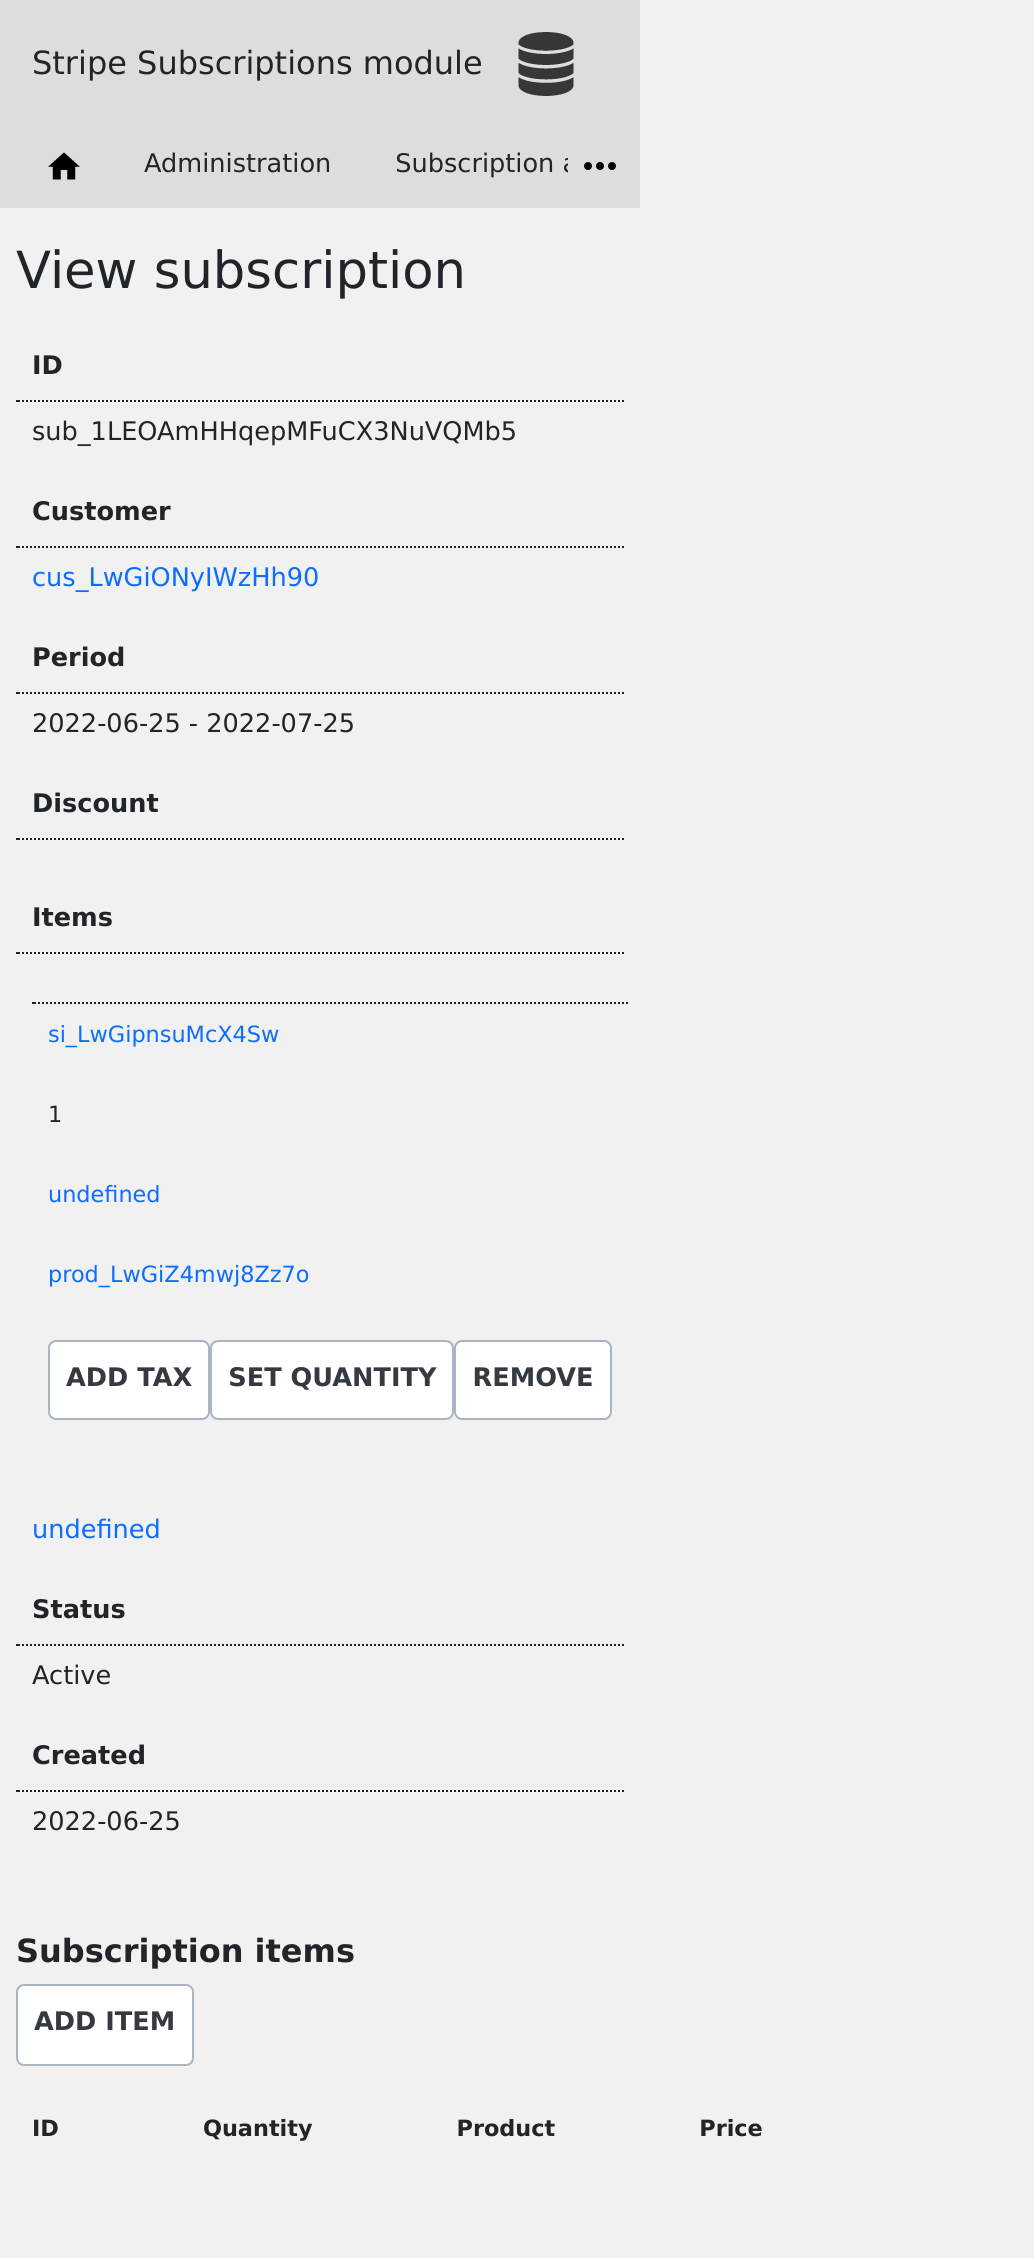 Stripe Subscriptions module
Administration Subscription
View subscription
ID
sub_1LEOAmHHqepMFuCX3NuVQMb5
Customer
cus_LwGiONyIWzHh90
Period
2022-06-25 - 2022-07-25
Discount
Items
si_LwGipnsuMcX4Sw
1
undefined
prod_LwGiZ4mwj8Zz7o
ADD TAX SET QUANTITY REMOVE
undefined
Status
Active
Created
2022-06-25
Subscription items
ADD ITEM
ID Quantity Product Price